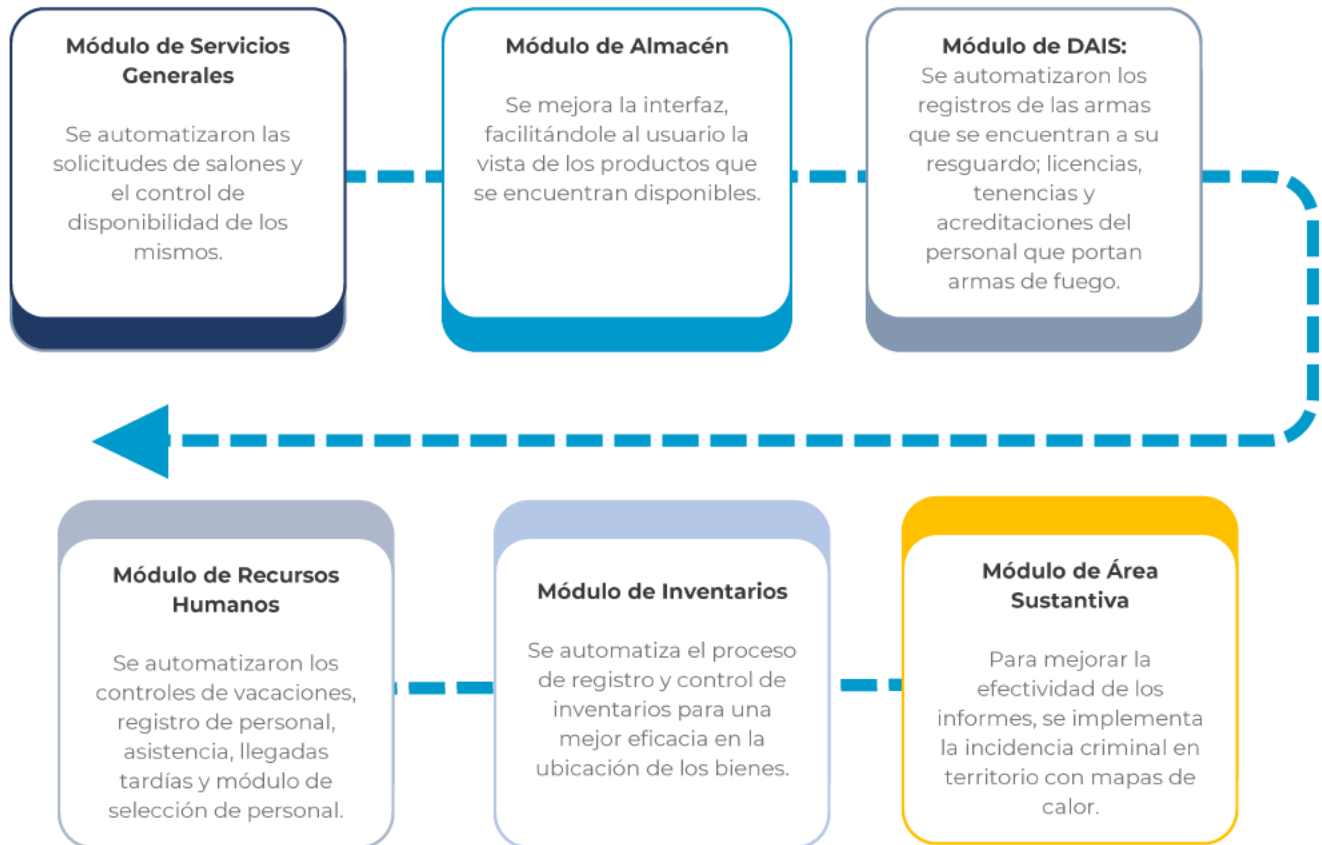 Módulo de Servicios
Generales
Se automatizaron las
solicitudes de salones y
el control de
disponibilidad de los
mismos.
Módulo de Almacén
Se mejora la interfaz,
facilitándole al usuario la
vista de los productos que
se encuentran disponibles.
Módulo de DAIS:
Se automatizaron los
registros de las armas
que se encuentran a su
resguardo; licencias,
tenencias y
acreditaciones del
personal que portan
armas de fuego.
Módulo de Recursos
Humanos
Se automatizaron los
controles de vacaciones,
registro de personal,
asistencia, llegadas
tardías y módulo de
selección de personal.
Módulo de Inventarios
Se automatiza el proceso
de registro y control de
inventarios para una
mejor eficacia en la
ubicación de los bienes.
Módulo de Área
Sustantiva
Para mejorar la
efectividad de los
informes, se implementa
la incidencia criminal en
territorio con mapas de
calor.